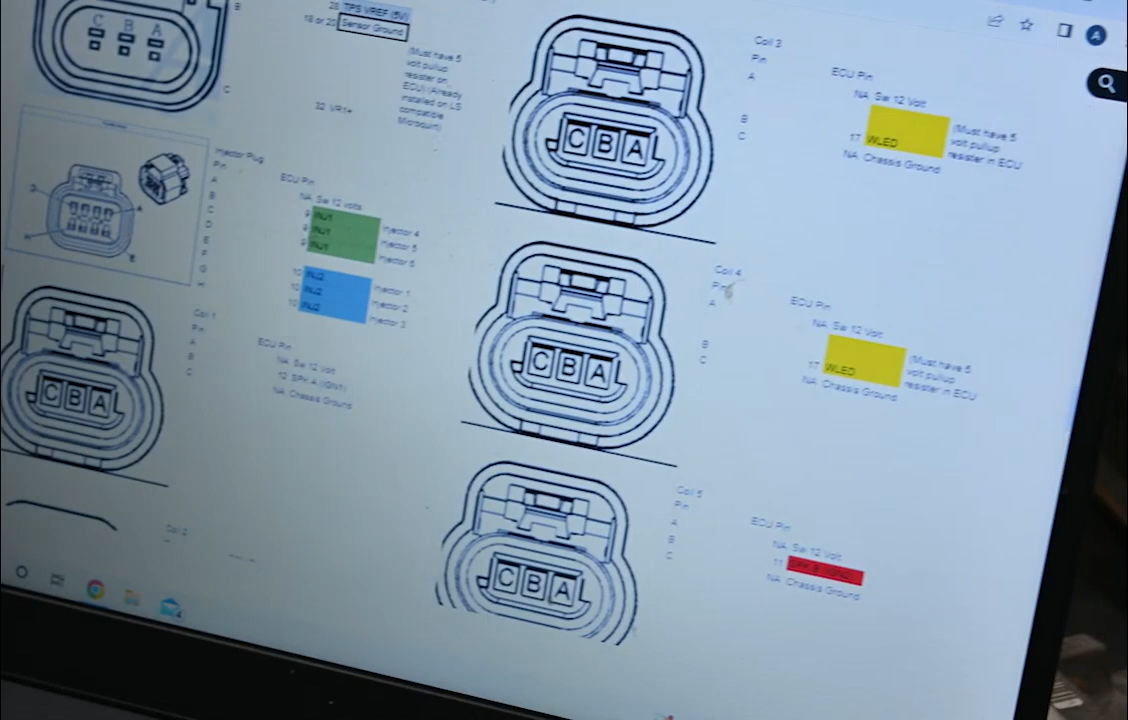 B
28 TPS VREF (5V)
18 or 20 Sensor Ground
C B A
(Must have 5
volt pullup
resister on
ECU) (Already
installed on LS
compatible
Microsquirt)
C
32 VR1+
Injector Plug
Pin
A
B
C
D
E
F
G
H
ECU Pin
NA Sw 12 volts
9 INJ1 Injector 4
9 INJ1 Injector 5
9 INJ1 Injector 6
10 INJ2 Injector 1
10 INJ2 Injector 2
10 INJ2 Injector 3
Coil 1
Pin
A
B
C
ECU Pin
NA Sw 12 Volt
12 SPK A (IGN1)
NA Chassis Ground
C B A
Coil 2
Coil 3
Pin
A
B
C
ECU Pin
NA Sw 12 Volt
17 WLED
(Must have 5
volt pullup
resister in ECU
NA Chassis Ground
C B A
Coil 4
Pin
A
B
C
ECU Pin
NA Sw 12 Volt
17 WLED
(Must have 5
volt pullup
resister in ECU
NA Chassis Ground
C B A
Coil 5
Pin
A
B
C
ECU Pin
NA Sw 12 Volt
11 SPK B
NA Chassis Ground
C B A
A